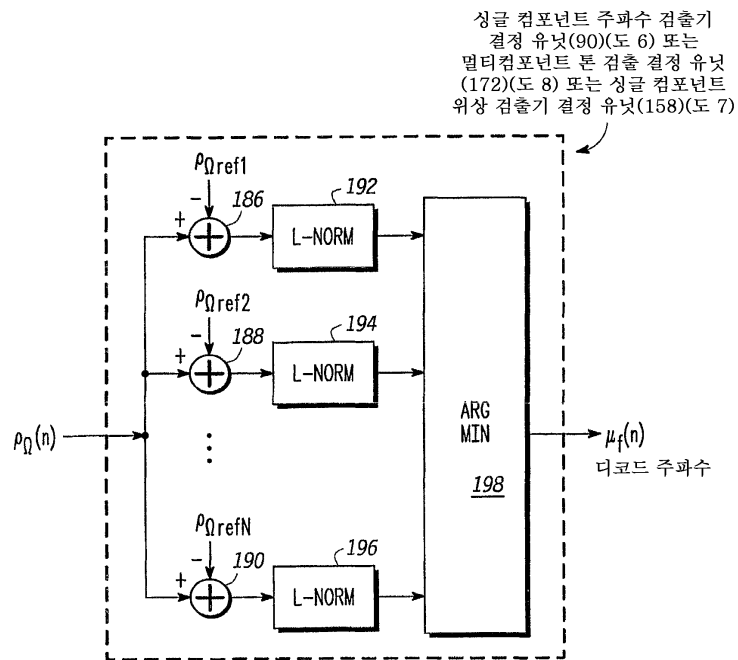 싱글 컴포넌트 주파수 검출기
결정 유닛(90)(도 6) 또는
멀티컴포넌트 톤 검출 결정 유닛
(172)(도 8) 또는 싱글 컴포넌트
위상 검출기 결정 유닛(158)(도 7)
ρΩref1
−
+
186
192
L-NORM
ρΩref2
−
+
188
194
L-NORM
ρΩ(n)
ARG
MIN
198
μf(n)
디코드 주파수
ρΩrefN
−
+
190
196
L-NORM